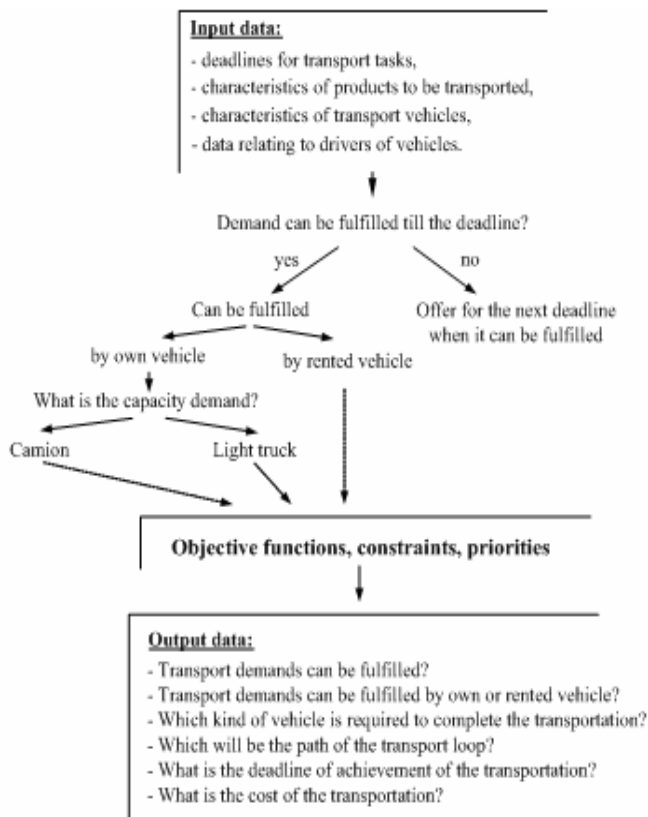 Input data:
- deadlines for transport tasks,
- characteristics of products to be transported,
- characteristics of transport vehicles,
- data relating to drivers of vehicles.
Demand can be fulfilled till the deadline?
yes
no
Can be fulfilled
Offer for the next deadline
when it can be fulfilled
by own vehicle
by rented vehicle
What is the capacity demand?
Camion
Light truck
Objective functions, constraints, priorities
Output data:
- Transport demands can be fulfilled?
- Transport demands can be fulfilled by own or rented vehicle?
- Which kind of vehicle is required to complete the transportation?
- Which will be the path of the transport loop?
- What is the deadline of achievement of the transportation?
- What is the cost of the transportation?